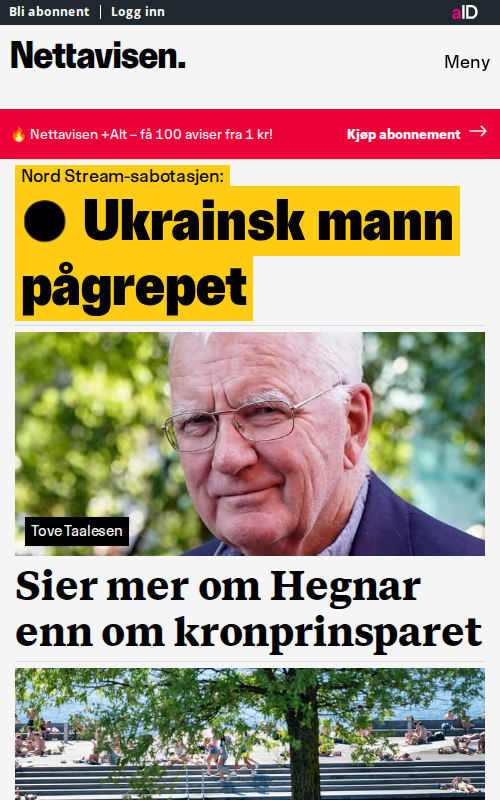 Bli abonnent | Logg inn
aID
Nettavisen.
Meny
🔥 Nettavisen +Alt – få 100 aviser fra 1 kr!
Kjøp abonnement →
Nord Stream-sabotasjen:
● Ukrainsk mann
pågrepet
Tove Taalesen
Sier mer om Hegnar
enn om kronprinsparet